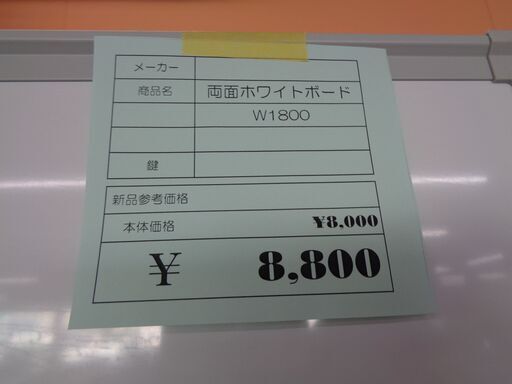 メーカー
商品名 両面ホワイトボード
W1800
鍵
新品参考価格
本体価格 ¥8,000
¥ 8,800